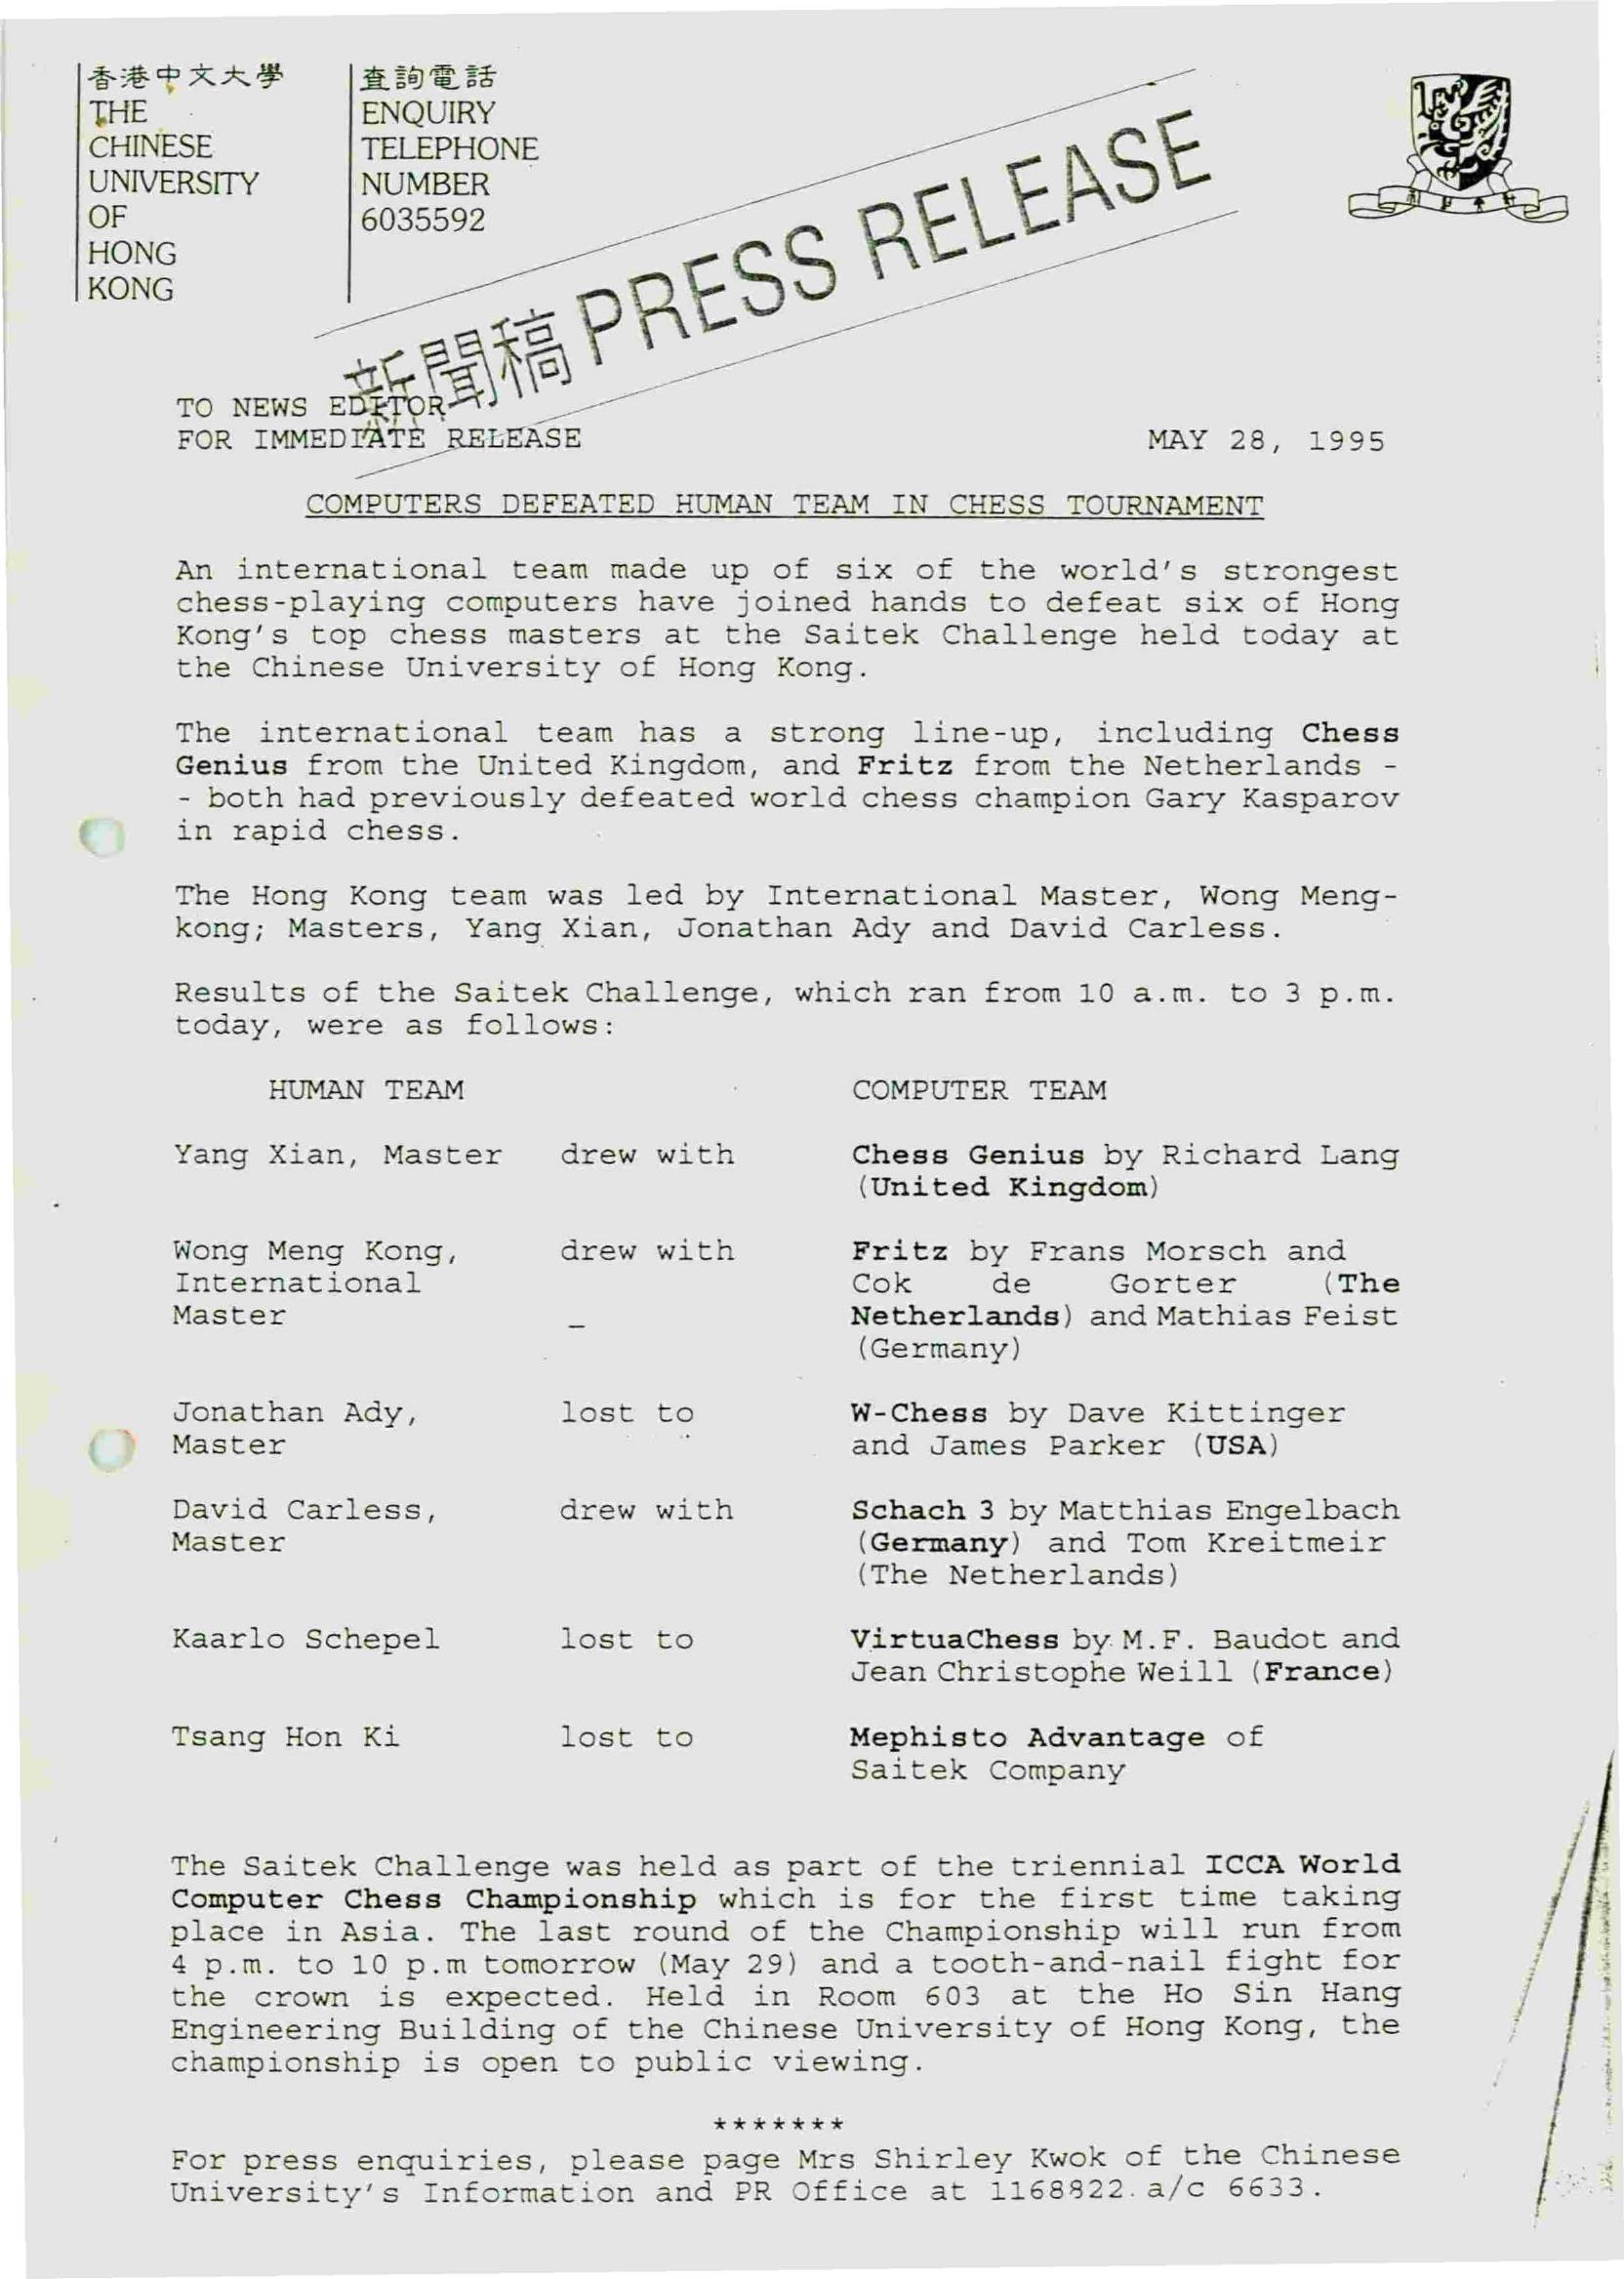 香港中文大學
THE
CHINESE
UNIVERSITY
OF
HONG
KONG
查詢電話
ENQUIRY
TELEPHONE
NUMBER
6035592
新聞稿 PRESS RELEASE
TO NEWS EDITOR
FOR IMMEDIATE RELEASE MAY 28, 1995
COMPUTERS DEFEATED HUMAN TEAM IN CHESS TOURNAMENT
An international team made up of six of the world's strongest
chess-playing computers have joined hands to defeat six of Hong
Kong's top chess masters at the Saitek Challenge held today at
the Chinese University of Hong Kong.
The international team has a strong line-up, including Chess
Genius from the United Kingdom, and Fritz from the Netherlands -
- both had previously defeated world chess champion Gary Kasparov
in rapid chess.
The Hong Kong team was led by International Master, Wong Meng-
kong; Masters, Yang Xian, Jonathan Ady and David Carless.
Results of the Saitek Challenge, which ran from 10 a.m. to 3 p.m.
today, were as follows:
HUMAN TEAM COMPUTER TEAM
Yang Xian, Master drew with Chess Genius by Richard Lang
(United Kingdom)
Wong Meng Kong, drew with Fritz by Frans Morsch and
International Cok de Gorter (The
Master Netherlands) and Mathias Feist
(Germany)
Jonathan Ady, lost to W-Chess by Dave Kittinger
Master and James Parker (USA)
David Carless, drew with Schach 3 by Matthias Engelbach
Master (Germany) and Tom Kreitmeir
(The Netherlands)
Kaarlo Schepel lost to VirtuaChess by M.F. Baudot and
Jean Christophe Weill (France)
Tsang Hon Ki lost to Mephisto Advantage of
Saitek Company
The Saitek Challenge was held as part of the triennial ICCA World
Computer Chess Championship which is for the first time taking
place in Asia. The last round of the Championship will run from
4 p.m. to 10 p.m tomorrow (May 29) and a tooth-and-nail fight for
the crown is expected. Held in Room 603 at the Ho Sin Hang
Engineering Building of the Chinese University of Hong Kong, the
championship is open to public viewing.
*******
For press enquiries, please page Mrs Shirley Kwok of the Chinese
University's Information and PR Office at 1168822 a/c 6633.